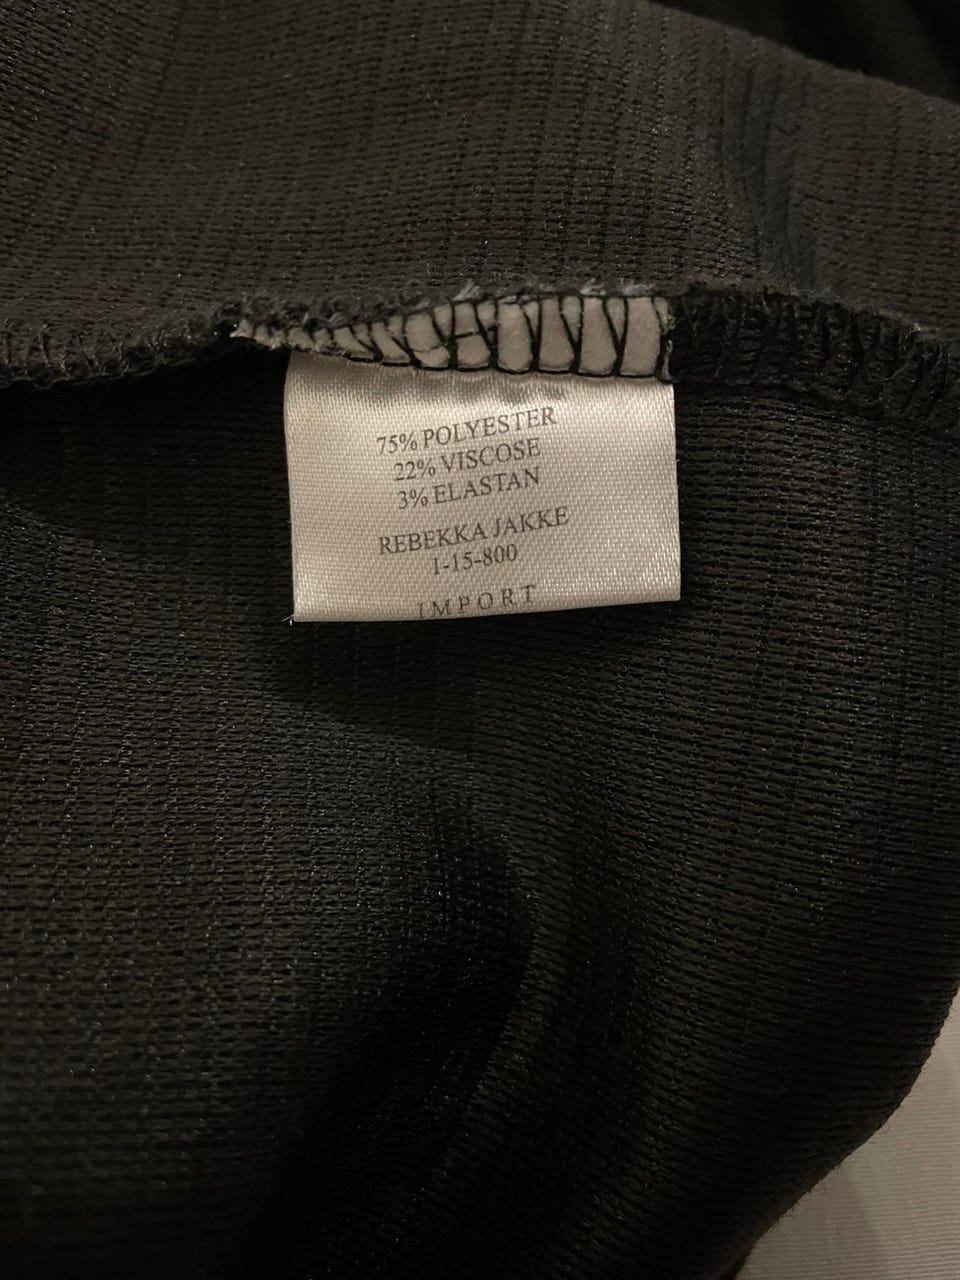 75% POLYESTER
22% VISCOSE
3% ELASTAN
REBEKKA JAKKE
1-15-800
IMPORT